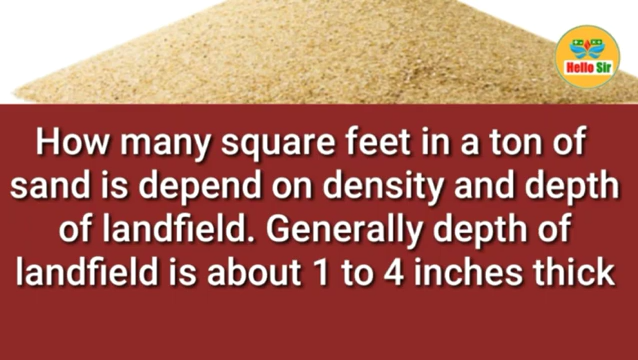 Hello Sir
How many square feet in a ton of
sand is depend on density and depth
of landfield. Generally depth of
landfield is about 1 to 4 inches thick